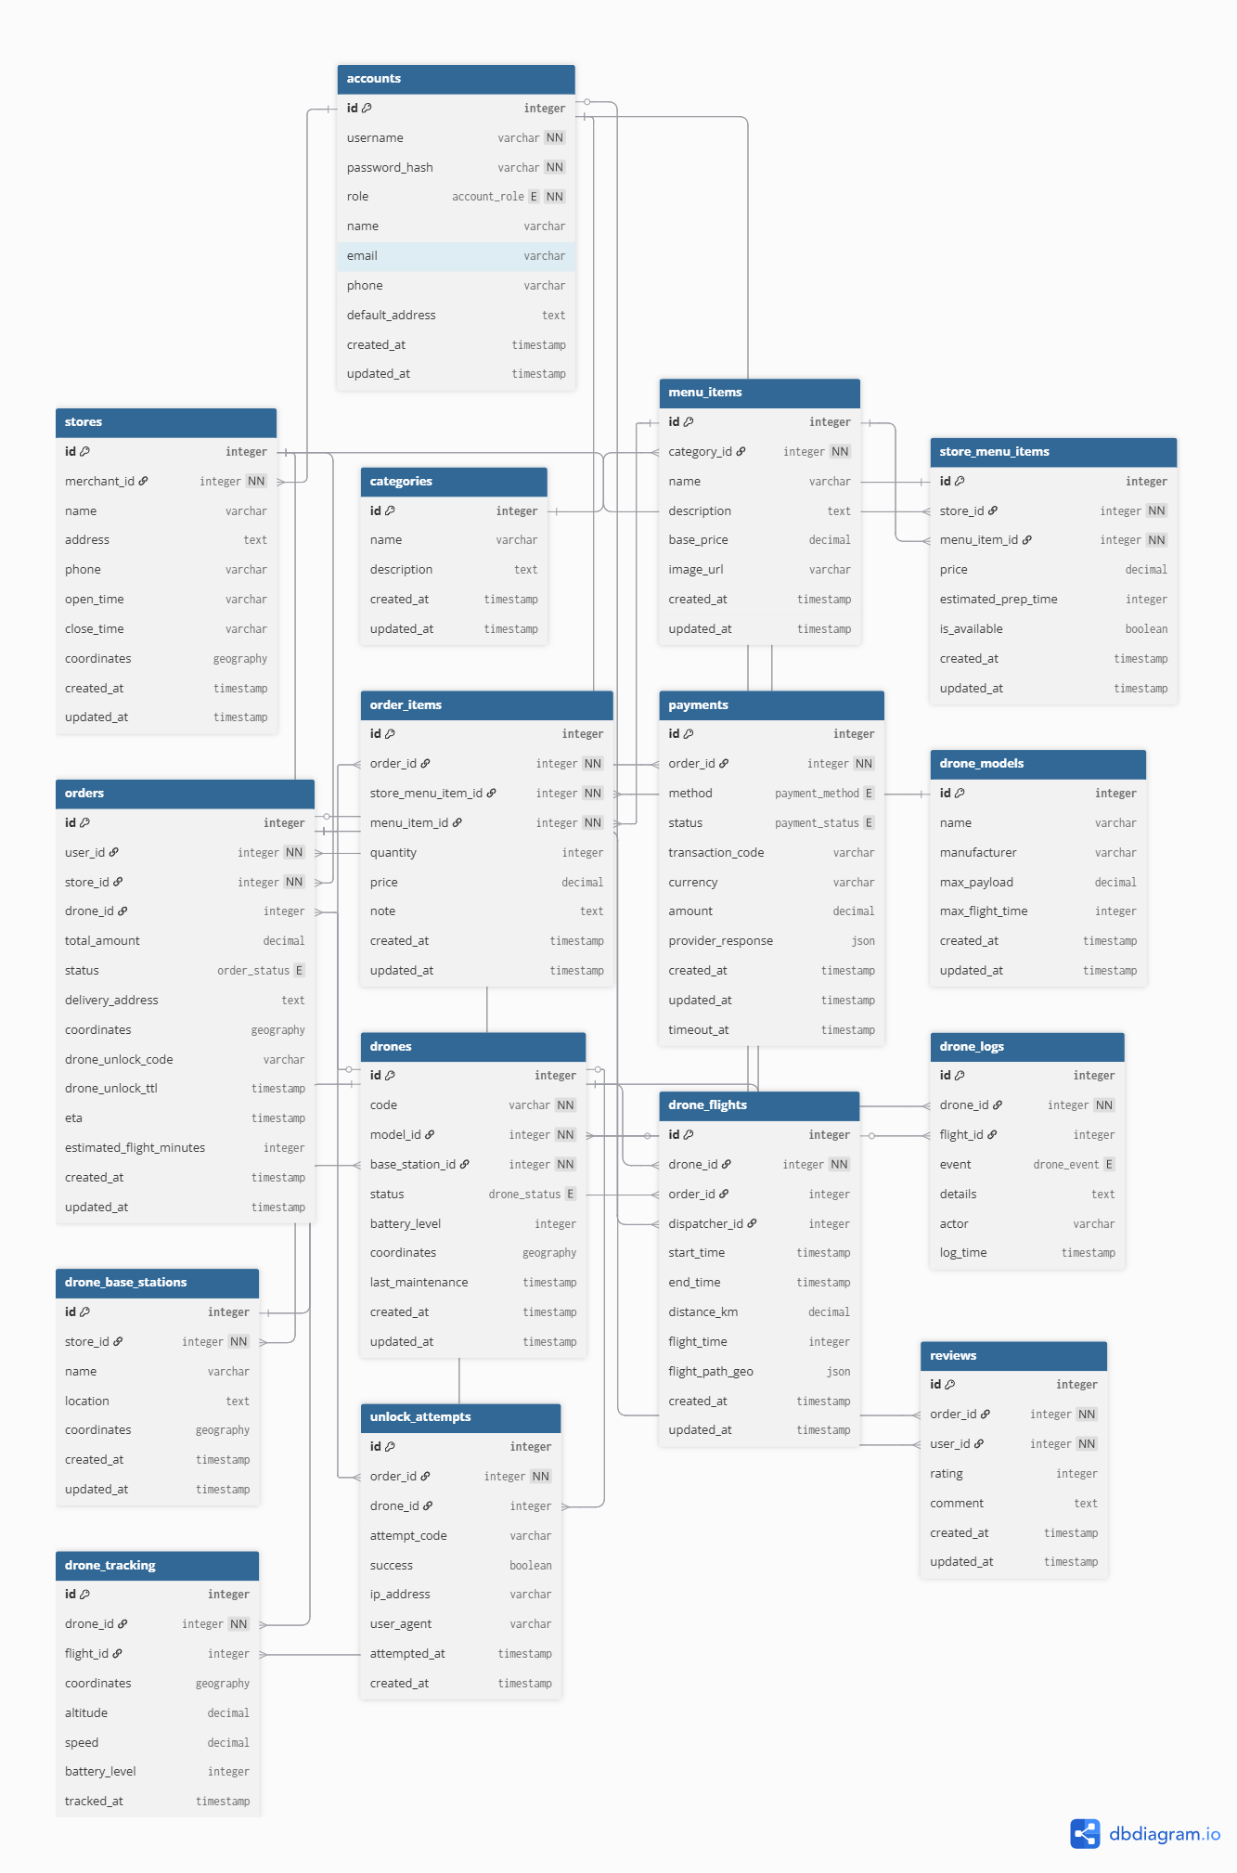 accounts
id integer
username varchar NN
password_hash varchar NN
role account_role E NN
name varchar
email varchar
phone varchar
default_address text
created_at timestamp
updated_at timestamp
stores
id integer
merchant_id integer NN
name varchar
address text
phone varchar
open_time varchar
close_time varchar
coordinates geography
created_at timestamp
updated_at timestamp
categories
id integer
name varchar
description text
created_at timestamp
updated_at timestamp
menu_items
id integer
category_id integer NN
name varchar
description text
base_price decimal
image_url varchar
created_at timestamp
updated_at timestamp
store_menu_items
id integer
store_id integer NN
menu_item_id integer NN
price decimal
estimated_prep_time integer
is_available boolean
created_at timestamp
updated_at timestamp
orders
id integer
user_id integer NN
store_id integer NN
drone_id integer
total_amount decimal
status order_status E
delivery_address text
coordinates geography
drone_unlock_code varchar
drone_unlock_ttl timestamp
eta timestamp
estimated_flight_minutes integer
created_at timestamp
updated_at timestamp
order_items
id integer
order_id integer NN
store_menu_item_id integer NN
menu_item_id integer NN
quantity integer
price decimal
note text
created_at timestamp
updated_at timestamp
payments
id integer
order_id integer NN
method payment_method E
status payment_status E
transaction_code varchar
currency varchar
amount decimal
provider_response json
created_at timestamp
updated_at timestamp
timeout_at timestamp
drone_models
id integer
name varchar
manufacturer varchar
max_payload decimal
max_flight_time integer
created_at timestamp
updated_at timestamp
drones
id integer
code varchar NN
model_id integer NN
base_station_id integer NN
status drone_status E
battery_level integer
coordinates geography
last_maintenance timestamp
created_at timestamp
updated_at timestamp
drone_flights
id integer
drone_id integer NN
order_id integer
dispatcher_id integer
start_time timestamp
end_time timestamp
distance_km decimal
flight_time integer
flight_path_geo json
created_at timestamp
updated_at timestamp
drone_logs
id integer
drone_id integer NN
flight_id integer
event drone_event E
details text
actor varchar
log_time timestamp
drone_base_stations
id integer
store_id integer NN
name varchar
location text
coordinates geography
created_at timestamp
updated_at timestamp
unlock_attempts
id integer
order_id integer NN
drone_id integer
attempt_code varchar
success boolean
ip_address varchar
user_agent varchar
attempted_at timestamp
created_at timestamp
reviews
id integer
order_id integer NN
user_id integer NN
rating integer
comment text
created_at timestamp
updated_at timestamp
drone_tracking
id integer
drone_id integer NN
flight_id integer
coordinates geography
altitude decimal
speed decimal
battery_level integer
tracked_at timestamp
dbdiagram.io